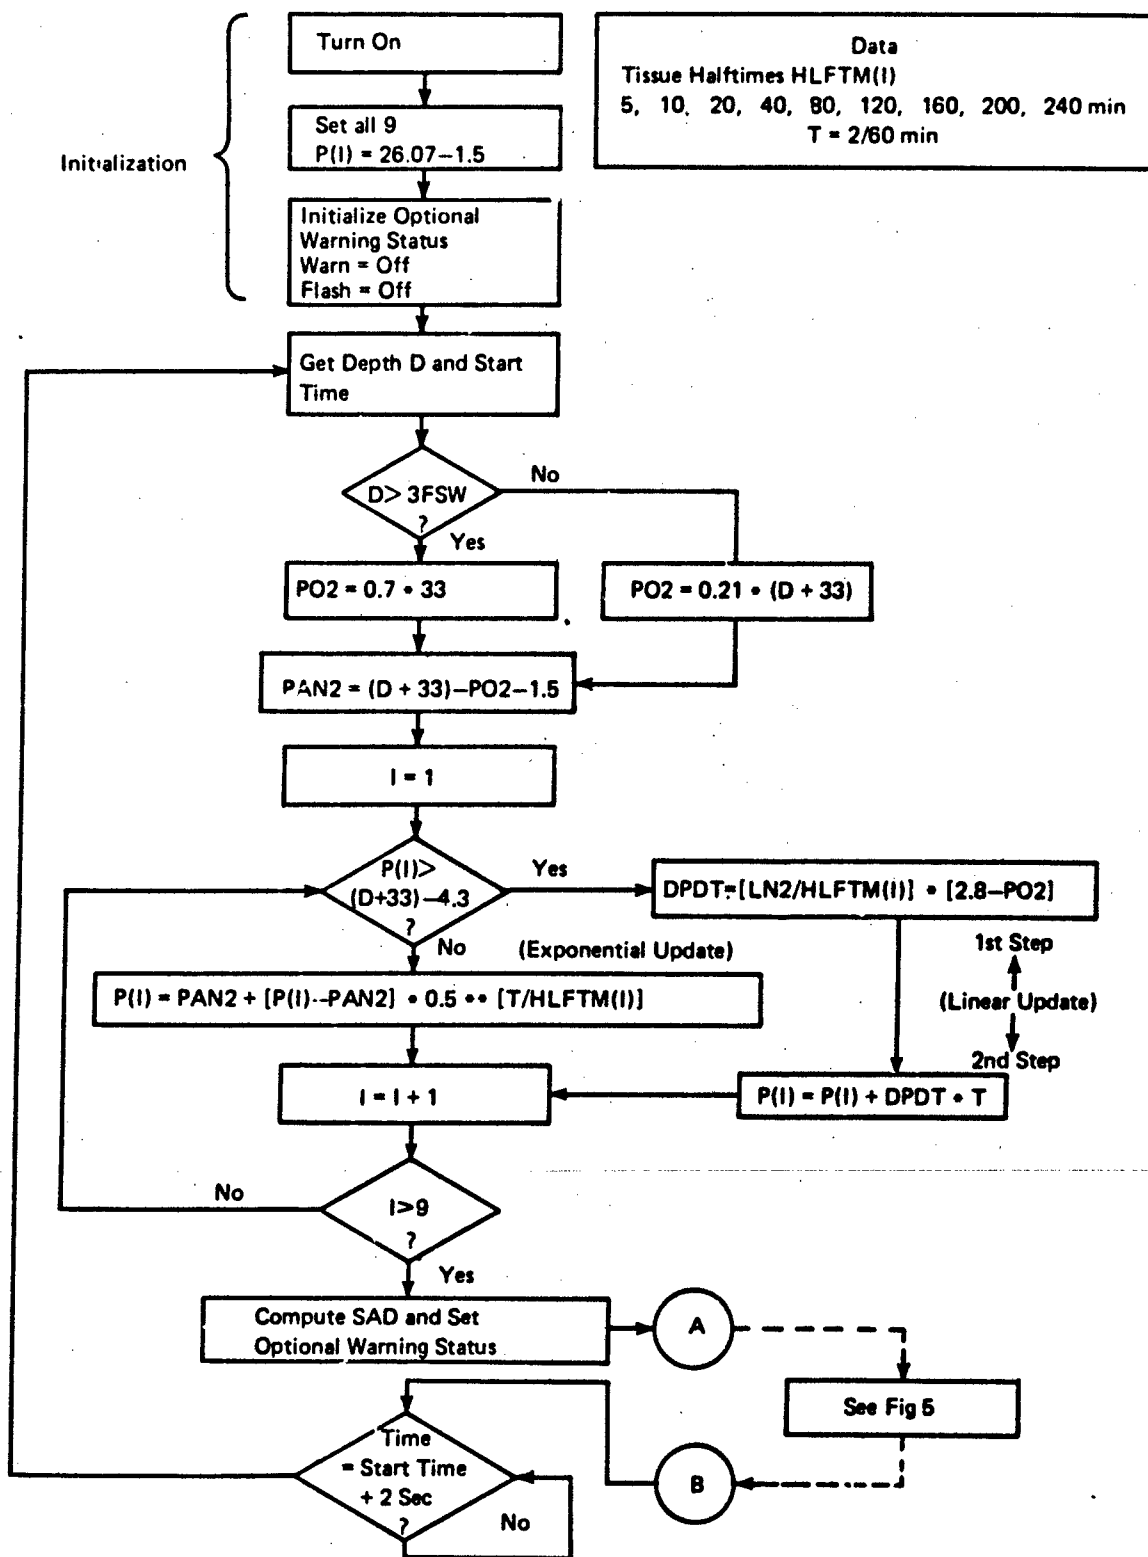 Turn On
Data
Tissue Halftimes HLFTM(I)
5, 10, 20, 40, 80, 120, 160, 200, 240 min
T = 2/60 min
Set all 9
P(I) = 26.07−1.5
Initialization
Initialize Optional
Warning Status
Warn = Off
Flash = Off
Get Depth D and Start
Time
D> 3FSW
?
No
Yes
PO2 = 0.7 * 33
PO2 = 0.21 * (D + 33)
PAN2 = (D + 33)−PO2−1.5
I = 1
P(I)>
(D+33)−4.3
?
Yes
No
DPDT=[LN2/HLFTM(I)] * [2.8−PO2]
1st Step
(Linear Update)
2nd Step
(Exponential Update)
P(I) = PAN2 + [P(I)−PAN2] * 0.5 ** [T/HLFTM(I)]
I = I + 1
P(I) = P(I) + DPDT * T
No
I>9
?
Yes
Compute SAD and Set
Optional Warning Status
A
See Fig 5
B
Time
= Start Time
+ 2 Sec
?
No